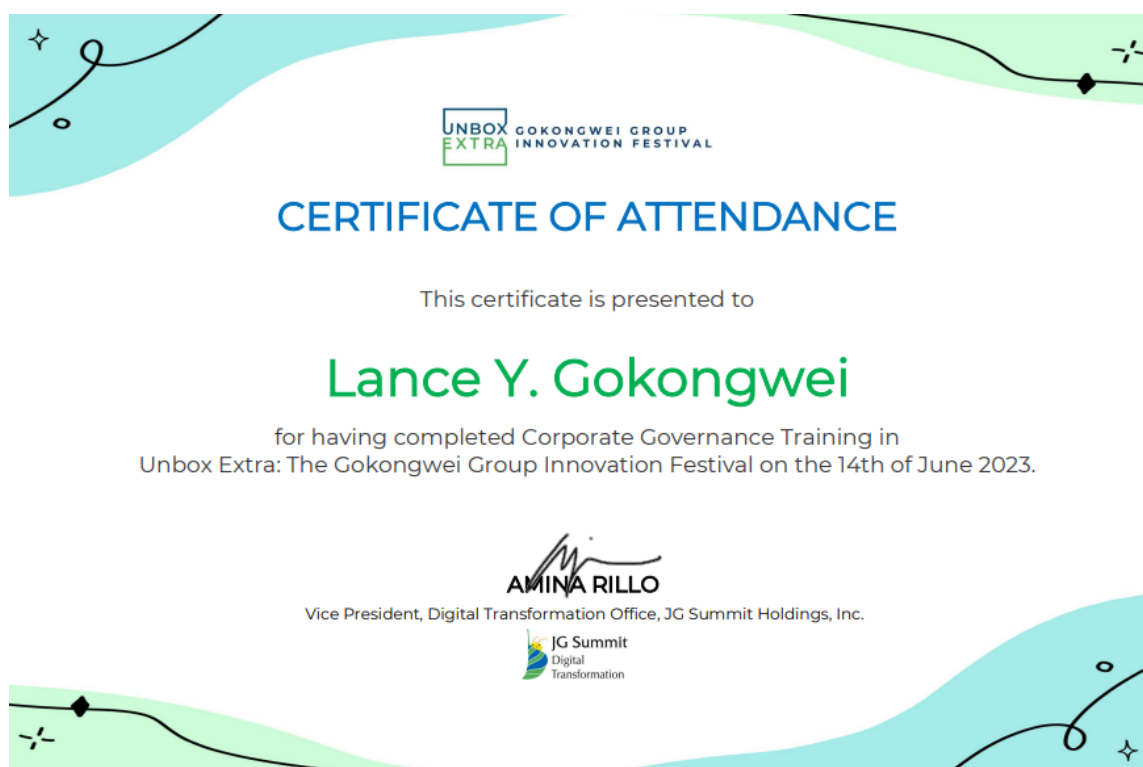 UNBOX EXTRA
GOKONGWEI GROUP
INNOVATION FESTIVAL
CERTIFICATE OF ATTENDANCE
This certificate is presented to
Lance Y. Gokongwei
for having completed Corporate Governance Training in
Unbox Extra: The Gokongwei Group Innovation Festival on the 14th of June 2023.
AMINA RILLO
Vice President, Digital Transformation Office, JG Summit Holdings, Inc.
JG Summit
Digital
Transformation